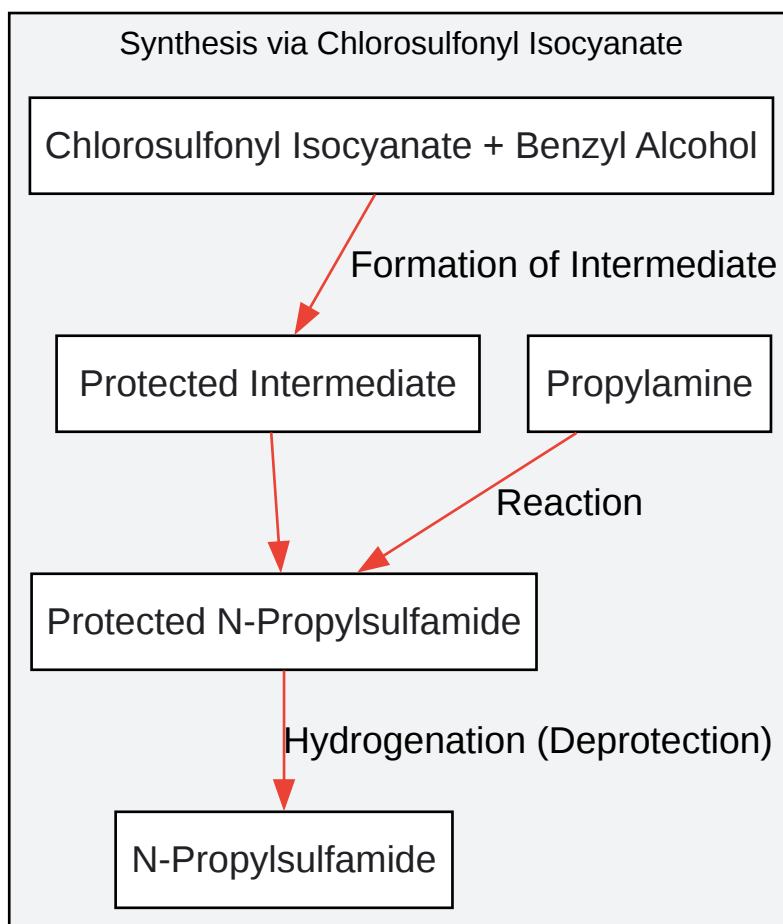 Synthesis via Chlorosulfonyl Isocyanate
Chlorosulfonyl Isocyanate + Benzyl Alcohol
Formation of Intermediate
Protected Intermediate
Propylamine
Reaction
Protected N-Propylsulfamide
Hydrogenation (Deprotection)
N-Propylsulfamide